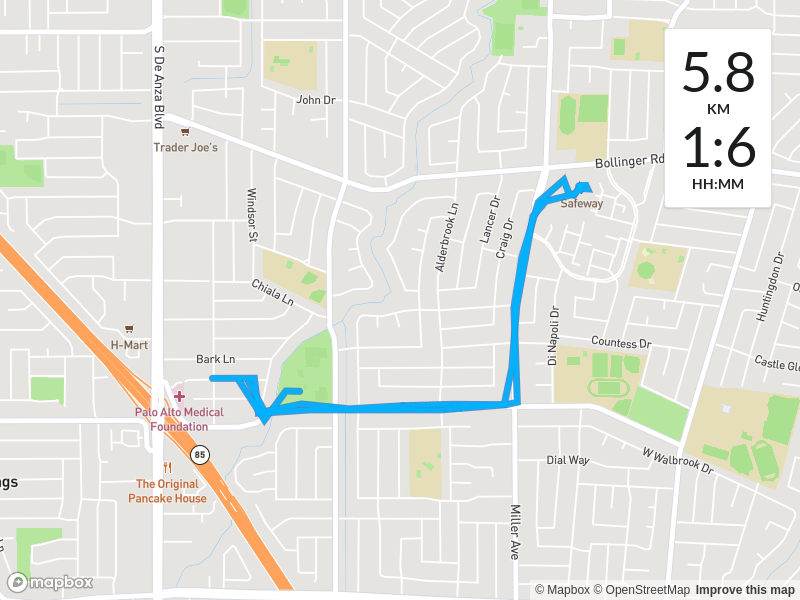 5.8
KM
1:6
HH:MM
S De Anza Blvd
John Dr
Trader Joe's
Bollinger Rd
Safeway
Windsor St
Alderbrook Ln
Lancer Dr
Craig Dr
Chiala Ln
Huntingdon Dr
H-Mart
Bark Ln
Di Napoli Dr
Countess Dr
Castle Gle
Palo Alto Medical
Foundation
85
W Walbrook Dr
Dial Way
The Original
Pancake House
ngs
Miller Ave
Ln
mapbox
© Mapbox © OpenStreetMap Improve this map